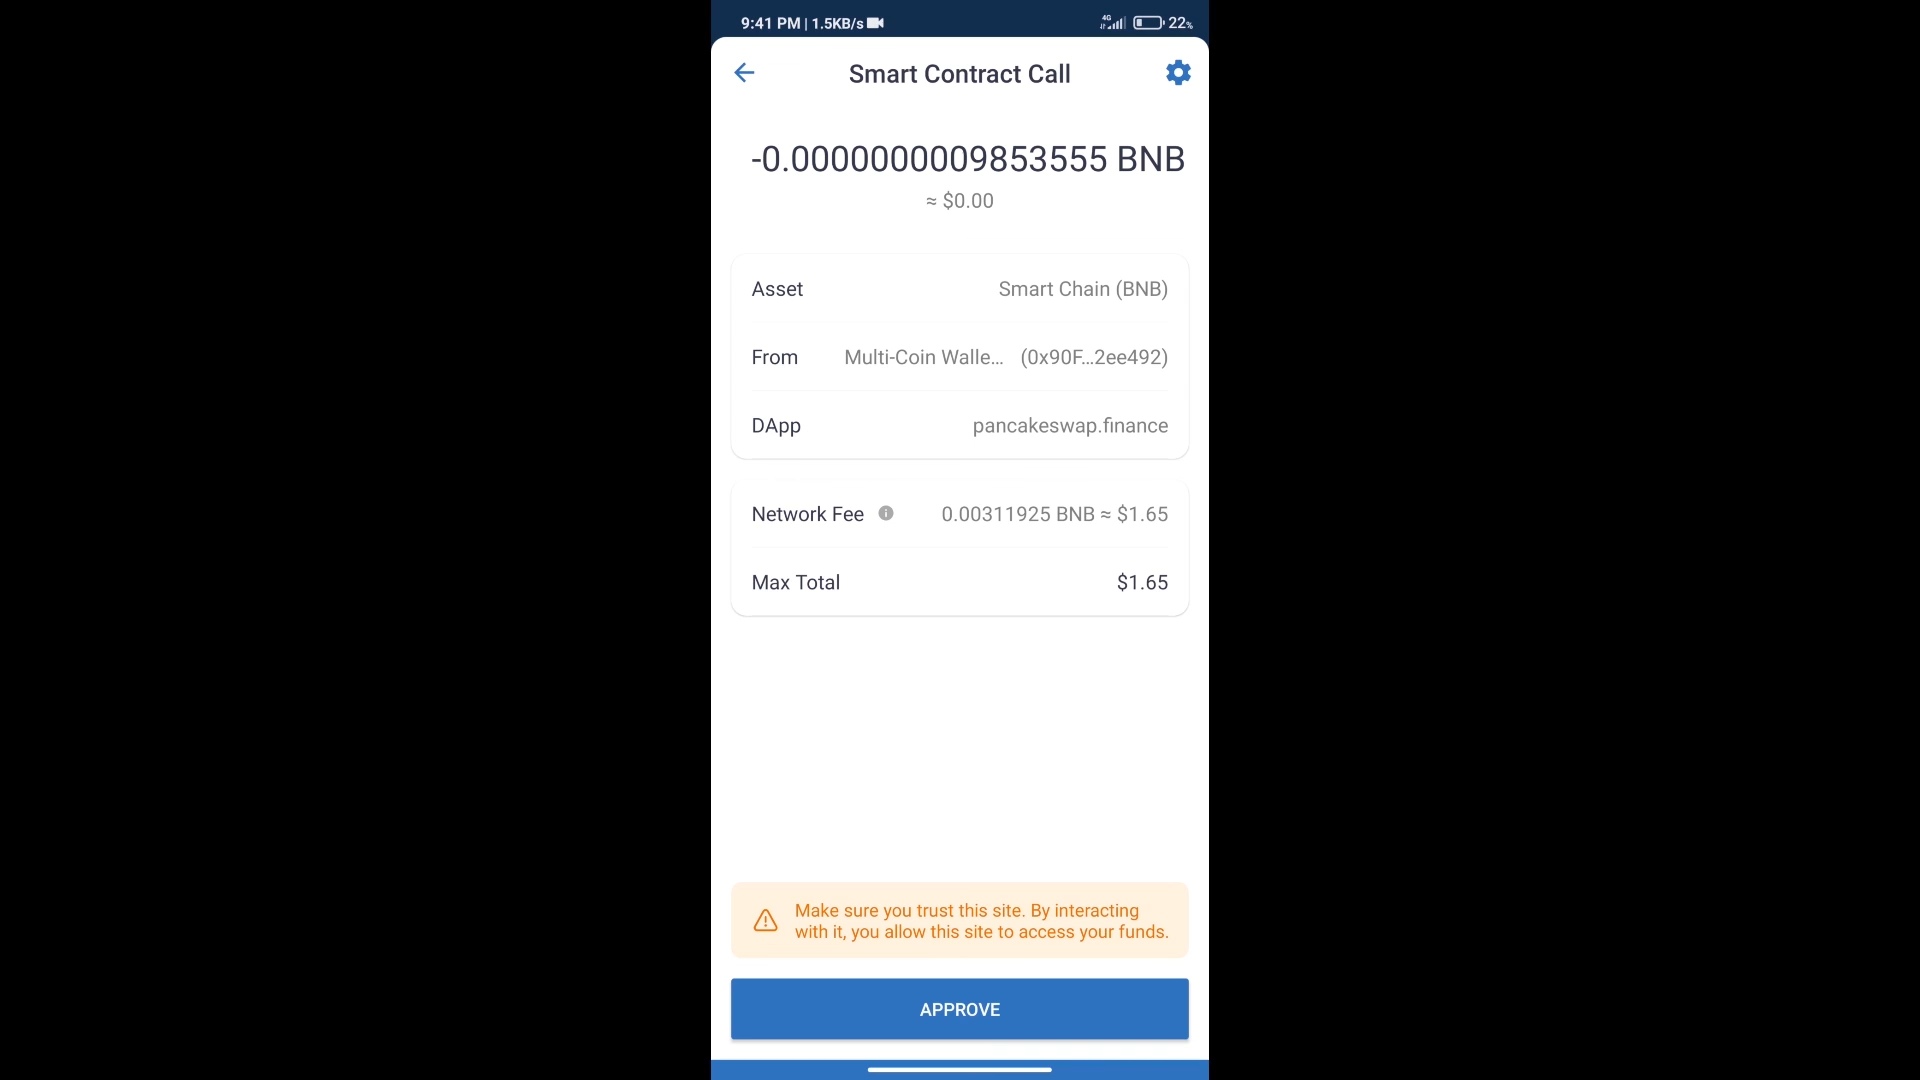 9:41 PM | 1.5KB/s 4G 22%
Smart Contract Call
-0.0000000009853555 BNB
≈ $0.00
Asset Smart Chain (BNB)
From Multi-Coin Walle... (0x90F...2ee492)
DApp pancakeswap.finance
Network Fee 0.00311925 BNB ≈ $1.65
Max Total $1.65
Make sure you trust this site. By interacting
with it, you allow this site to access your funds.
APPROVE